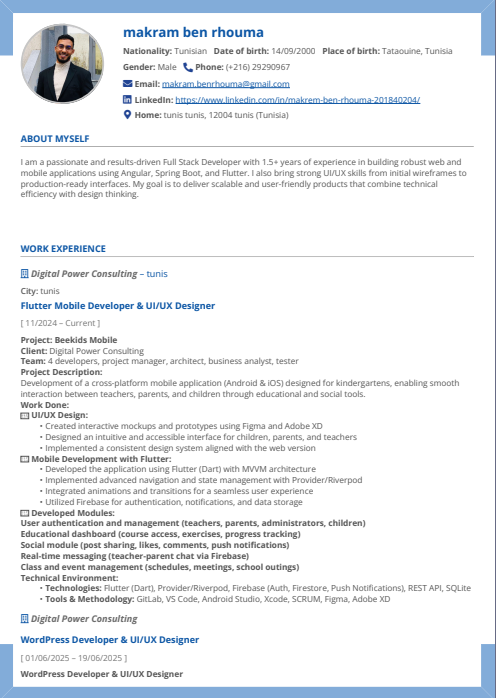 makram ben rhouma
Nationality: Tunisian Date of birth: 14/09/2000 Place of birth: Tataouine, Tunisia
Gender: Male Phone: (+216) 29290967
Email: makram.benrhouma@gmail.com
LinkedIn: https://www.linkedin.com/in/makrem-ben-rhouma-201840204/
Home: tunis tunis, 12004 tunis (Tunisia)
ABOUT MYSELF
I am a passionate and results-driven Full Stack Developer with 1.5+ years of experience in building robust web and
mobile applications using Angular, Spring Boot, and Flutter. I also bring strong UI/UX skills from initial wireframes to
production-ready interfaces. My goal is to deliver scalable and user-friendly products that combine technical
efficiency with design thinking.
WORK EXPERIENCE
Digital Power Consulting – tunis
City: tunis
Flutter Mobile Developer & UI/UX Designer
[ 11/2024 – Current ]
Project: Beekids Mobile
Client: Digital Power Consulting
Team: 4 developers, project manager, architect, business analyst, tester
Project Description:
Development of a cross-platform mobile application (Android & iOS) designed for kindergartens, enabling smooth
interaction between teachers, parents, and children through educational and social tools.
Work Done:
UI/UX Design:
• Created interactive mockups and prototypes using Figma and Adobe XD
• Designed an intuitive and accessible interface for children, parents, and teachers
• Implemented a consistent design system aligned with the web version
Mobile Development with Flutter:
• Developed the application using Flutter (Dart) with MVVM architecture
• Implemented advanced navigation and state management with Provider/Riverpod
• Integrated animations and transitions for a seamless user experience
• Utilized Firebase for authentication, notifications, and data storage
Developed Modules:
User authentication and management (teachers, parents, administrators, children)
Educational dashboard (course access, exercises, progress tracking)
Social module (post sharing, likes, comments, push notifications)
Real-time messaging (teacher-parent chat via Firebase)
Class and event management (schedules, meetings, school outings)
Technical Environment:
• Technologies: Flutter (Dart), Provider/Riverpod, Firebase (Auth, Firestore, Push Notifications), REST API, SQLite
• Tools & Methodology: GitLab, VS Code, Android Studio, Xcode, SCRUM, Figma, Adobe XD
Digital Power Consulting
WordPress Developer & UI/UX Designer
[ 01/06/2025 – 19/06/2025 ]
WordPress Developer & UI/UX Designer